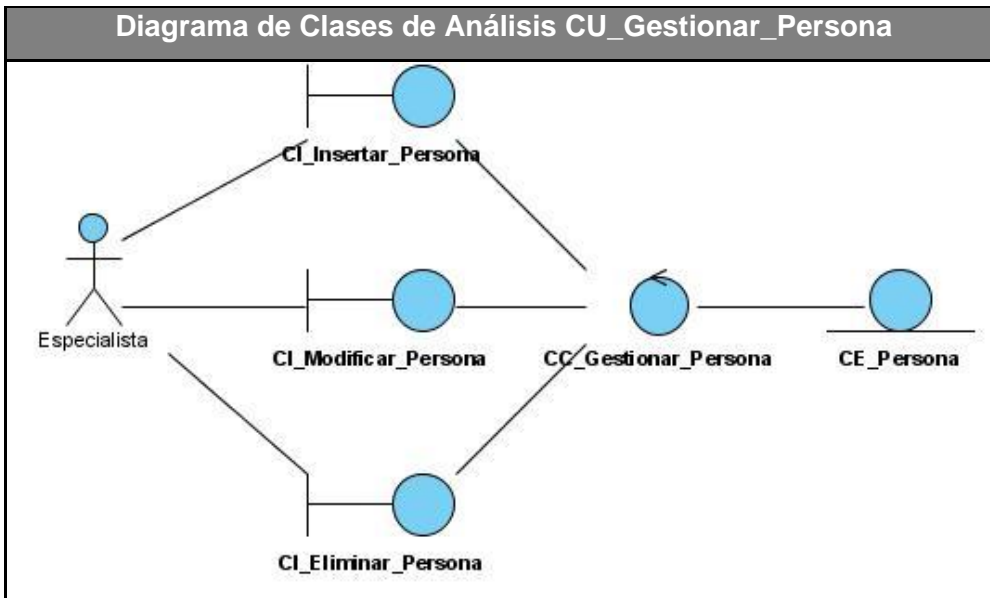 Diagrama de Clases de Análisis CU_Gestionar_Persona
CI_Insertar_Persona
Especialista
CI_Modificar_Persona
CC_Gestionar_Persona
CE_Persona
CI_Eliminar_Persona